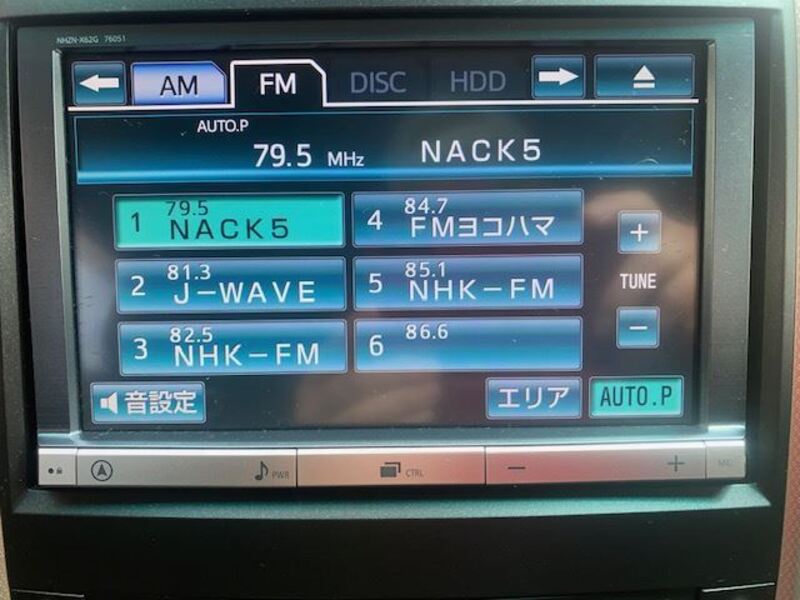 NHZN-X62G 76051
AM FM DISC HDD
AUTO.P
79.5 MHz NACK5
1 79.5 NACK5
4 84.7 FMヨコハマ
2 81.3 J-WAVE
5 85.1 NHK-FM
3 82.5 NHK-FM
6 86.6
+
TUNE
-
音設定
エリア
AUTO.P
PWR
CTRL
-
+
MIC